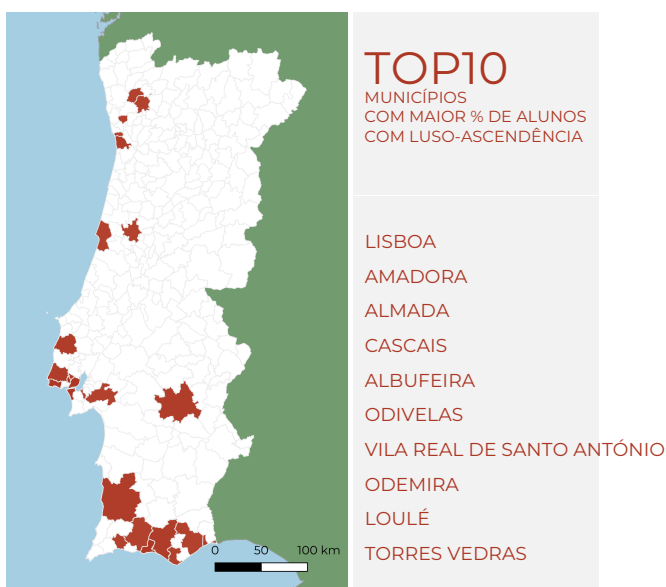 TOP10
MUNICÍPIOS
COM MAIOR % DE ALUNOS
COM LUSO-ASCENDÊNCIA
LISBOA
AMADORA
ALMADA
CASCAIS
ALBUFEIRA
ODIVELAS
VILA REAL DE SANTO ANTÓNIO
ODEMIRA
LOULÉ
TORRES VEDRAS
0 50 100 km